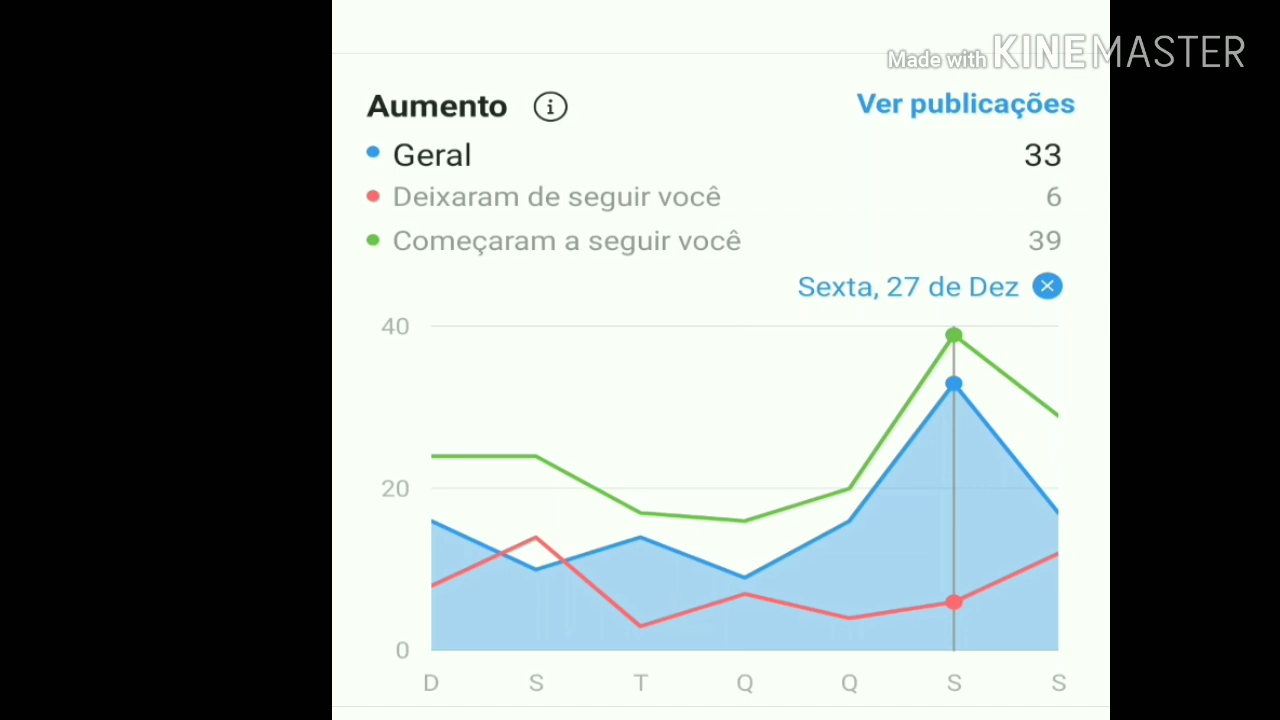 Made with KINEMASTER
Aumento
Ver publicações
Geral 33
Deixaram de seguir você 6
Começaram a seguir você 39
Sexta, 27 de Dez
40
20
0
D S T Q Q S S